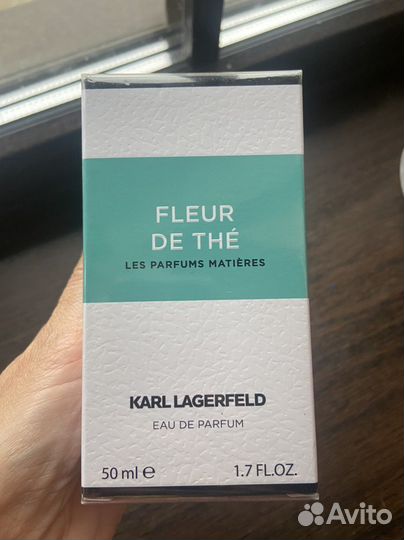 FLEUR
DE THÉ
LES PARFUMS MATIÈRES
KARL LAGERFELD
EAU DE PARFUM
50 ml ℮ 1.7 FL.OZ.
Avito